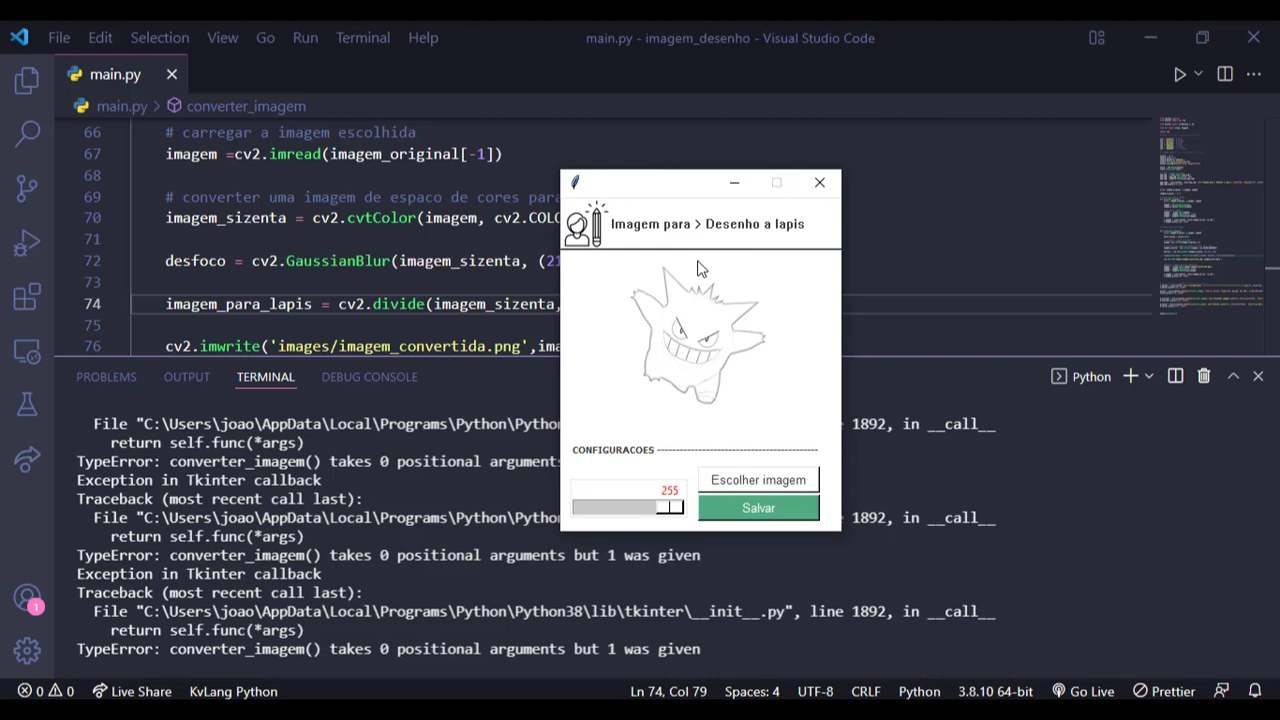 File Edit Selection View Go Run Terminal Help main.py - imagem_desenho - Visual Studio Code
main.py
main.py > converter_imagem
66 # carregar a imagem escolhida
67 imagem =cv2.imread(imagem_original[-1])
68
69 # converter uma imagem de espaco de cores para
70 imagem_sizenta = cv2.cvtColor(imagem, cv2.COL
71
72 desfoco = cv2.GaussianBlur(imagem_sizenta, (21
73
74 imagem_para_lapis = cv2.divide(imagem_sizenta,
75
76 cv2.imwrite('images/imagem_convertida.png',ima
Imagem para > Desenho a lapis
CONFIGURACOES
255
Escolher imagem
Salvar
PROBLEMS OUTPUT TERMINAL DEBUG CONSOLE Python
File "C:\Users\joao\AppData\Local\Programs\Python\Python 1892, in __call__
return self.func(*args)
TypeError: converter_imagem() takes 0 positional arguments
Exception in Tkinter callback
Traceback (most recent call last):
File "C:\Users\joao\AppData\Local\Programs\Python\Python 1892, in __call__
return self.func(*args)
TypeError: converter_imagem() takes 0 positional arguments but 1 was given
Exception in Tkinter callback
Traceback (most recent call last):
File "C:\Users\joao\AppData\Local\Programs\Python\Python38\lib\tkinter\__init__.py", line 1892, in __call__
return self.func(*args)
TypeError: converter_imagem() takes 0 positional arguments but 1 was given
1
0 0 Live Share KvLang Python Ln 74, Col 79 Spaces: 4 UTF-8 CRLF Python 3.8.10 64-bit Go Live Prettier